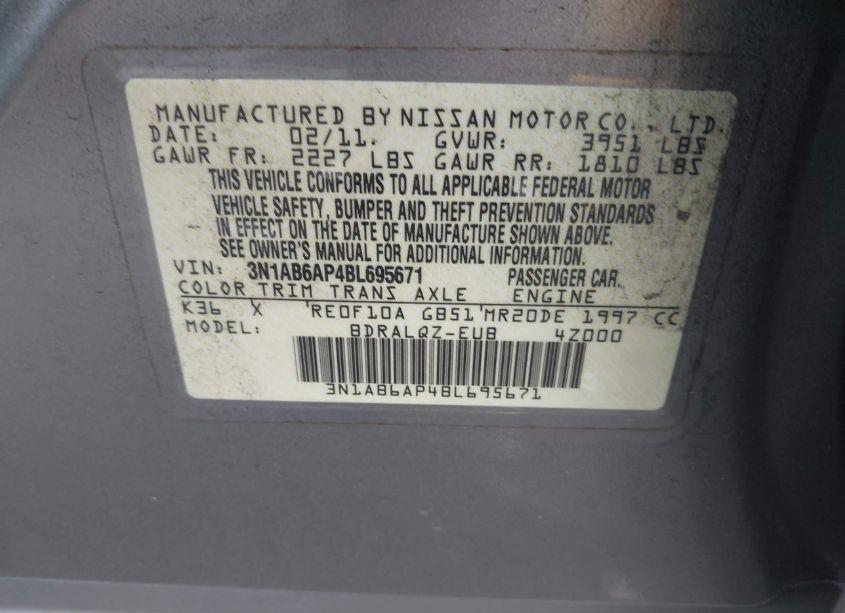 MANUFACTURED BY NISSAN MOTOR CO., LTD.
DATE: 02/11. GVWR: 3951 LBS
GAWR FR: 2227 LBS GAWR RR: 1810 LBS
THIS VEHICLE CONFORMS TO ALL APPLICABLE FEDERAL MOTOR
VEHICLE SAFETY, BUMPER AND THEFT PREVENTION STANDARDS
IN EFFECT ON THE DATE OF MANUFACTURE SHOWN ABOVE.
SEE OWNER'S MANUAL FOR ADDITIONAL INFORMATION.
VIN: 3N1AB6AP4BL695671 PASSENGER CAR.
COLOR TRIM TRANS AXLE ENGINE
K36 X RE0F10A GB51 MR20DE 1997 CC
MODEL: BDRALQZ-EUB 4Z000
3N1AB6AP4BL695671